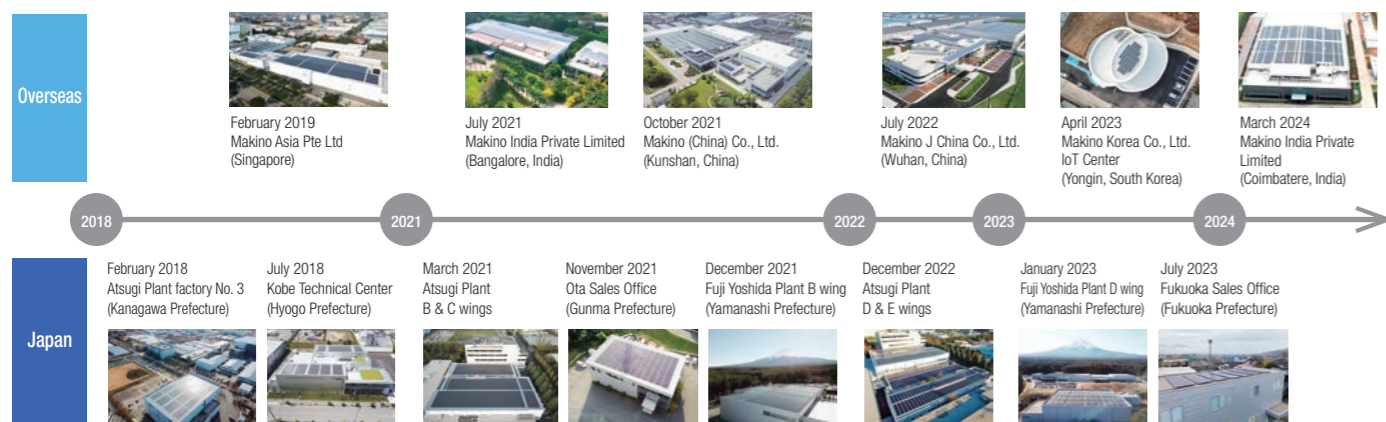 Overseas
February 2019
Makino Asia Pte Ltd
(Singapore)
July 2021
Makino India Private Limited
(Bangalore, India)
October 2021
Makino (China) Co., Ltd.
(Kunshan, China)
July 2022
Makino J China Co., Ltd.
(Wuhan, China)
April 2023
Makino Korea Co., Ltd.
IoT Center
(Yongin, South Korea)
March 2024
Makino India Private
Limited
(Coimbatere, India)
2018
2021
2022
2023
2024
Japan
February 2018
Atsugi Plant factory No. 3
(Kanagawa Prefecture)
July 2018
Kobe Technical Center
(Hyogo Prefecture)
March 2021
Atsugi Plant
B & C wings
November 2021
Ota Sales Office
(Gunma Prefecture)
December 2021
Fuji Yoshida Plant B wing
(Yamanashi Prefecture)
December 2022
Atsugi Plant
D & E wings
January 2023
Fuji Yoshida Plant D wing
(Yamanashi Prefecture)
July 2023
Fukuoka Sales Office
(Fukuoka Prefecture)